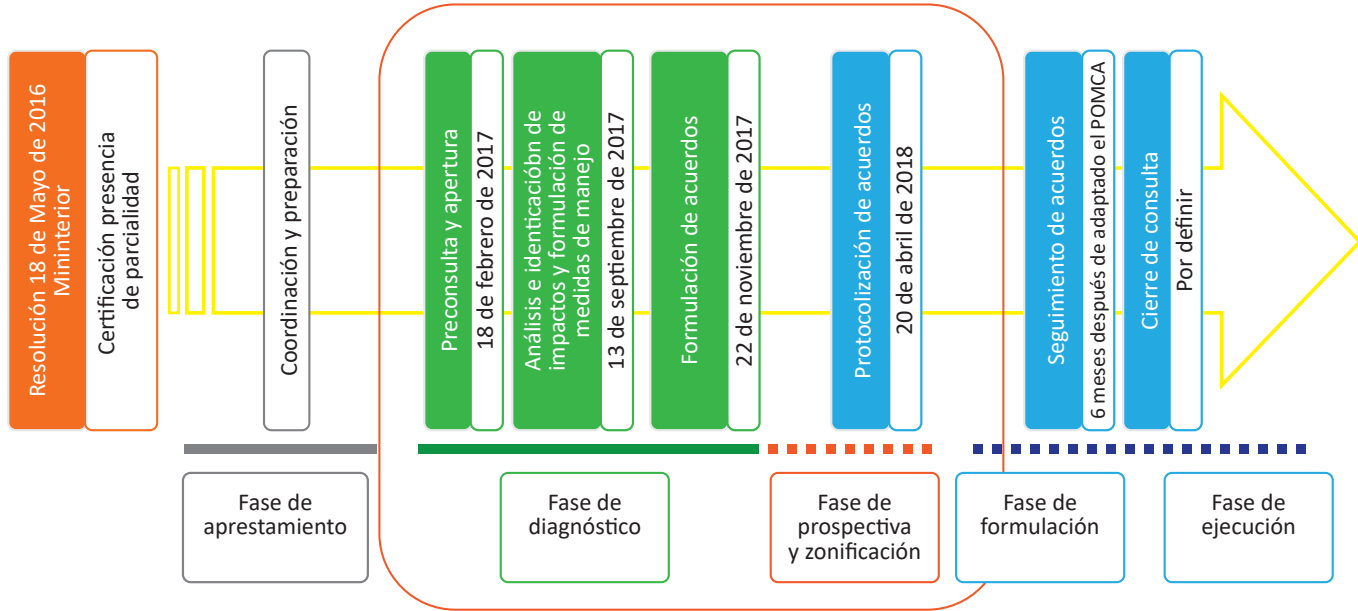 Resolución 18 de Mayo de 2016
Mininterior
Certificación presencia
de parcialidad
Coordinación y preparación
Preconsulta y apertura
18 de febrero de 2017
Análisis e identicacióbn de
impactos y formulación de
medidas de manejo
13 de septiembre de 2017
Formulación de acuerdos
22 de noviembre de 2017
Protocolización de acuerdos
20 de abril de 2018
Seguimiento de acuerdos
6 meses después de adaptado el POMCA
Cierre de consulta
Por definir
Fase de
aprestamiento
Fase de
diagnóstico
Fase de
prospectiva
y zonificación
Fase de
formulación
Fase de
ejecución